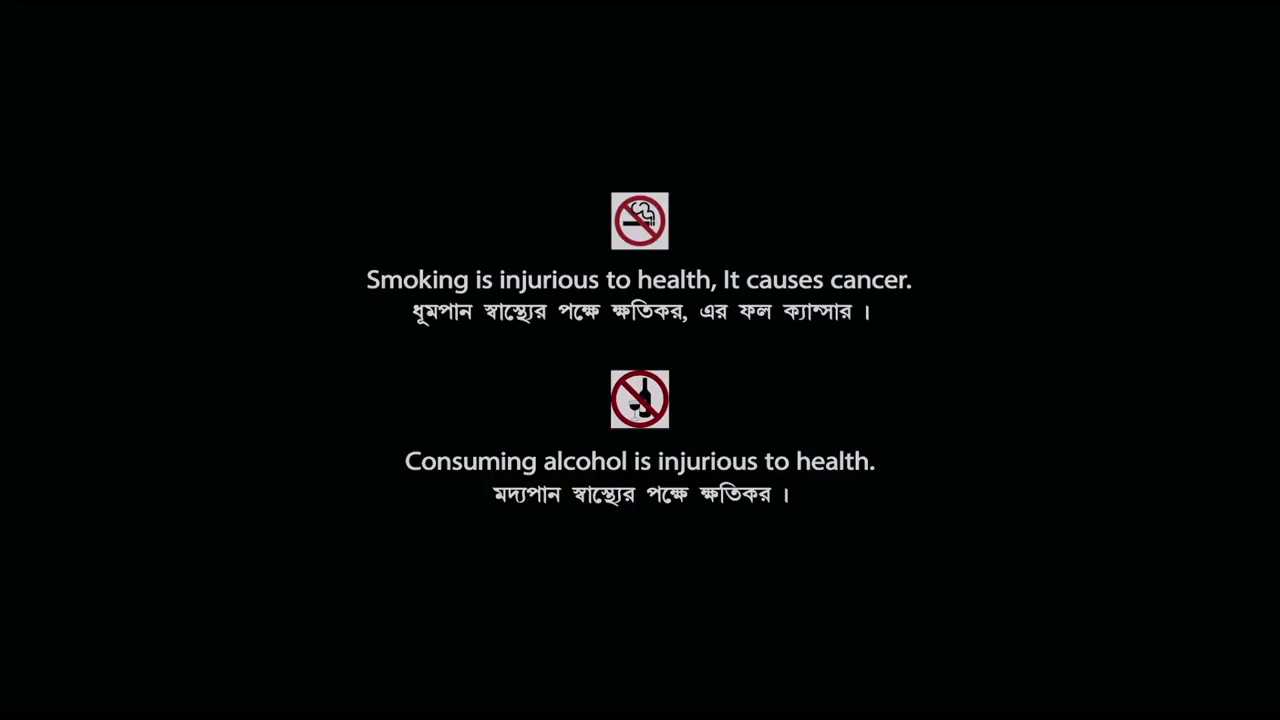 Smoking is injurious to health, It causes cancer.
ধূমপান স্বাস্থ্যের পক্ষে ক্ষতিকর, এর ফল ক্যান্সার ।
Consuming alcohol is injurious to health.
মদ্যপান স্বাস্থ্যের পক্ষে ক্ষতিকর ।